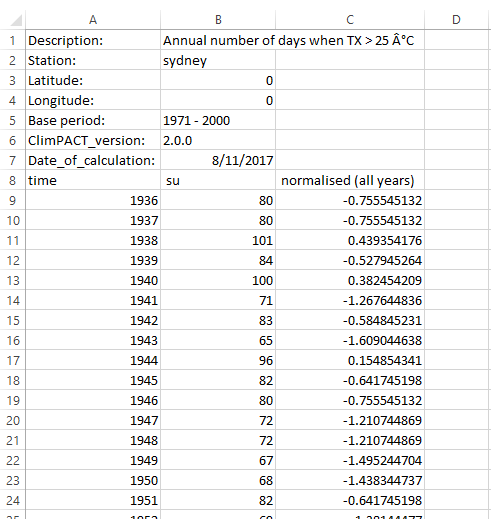 A B C D
1 Description: Annual number of days when TX > 25 Â°C
2 Station: sydney
3 Latitude: 0
4 Longitude: 0
5 Base period: 1971 - 2000
6 ClimPACT_version: 2.0.0
7 Date_of_calculation: 8/11/2017
8 time su normalised (all years)
9 1936 80 -0.755545132
10 1937 80 -0.755545132
11 1938 101 0.439354176
12 1939 84 -0.527945264
13 1940 100 0.382454209
14 1941 71 -1.267644836
15 1942 83 -0.584845231
16 1943 65 -1.609044638
17 1944 96 0.154854341
18 1945 82 -0.641745198
19 1946 80 -0.755545132
20 1947 72 -1.210744869
21 1948 72 -1.210744869
22 1949 67 -1.495244704
23 1950 68 -1.438344737
24 1951 82 -0.641745198